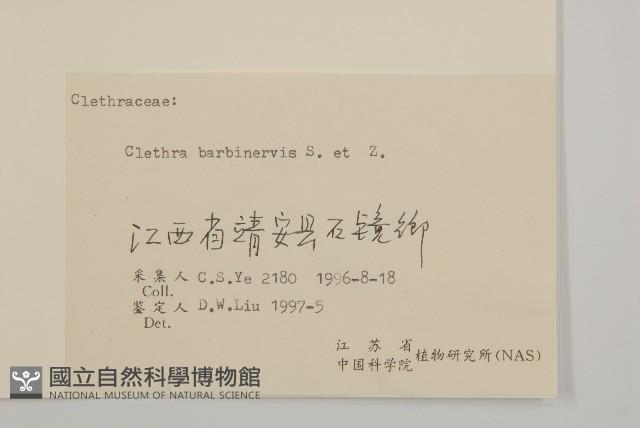 Clethraceae:
Clethra barbinervis S. et Z.
江西省靖安县石镜鄉
采集人 C.S.Ye 2180 1996-8-18
Coll.
鉴定人 D.W.Liu 1997-5
Det.
江苏省
中国科学院 植物研究所(NAS)
國立自然科學博物館
NATIONAL MUSEUM OF NATURAL SCIENCE